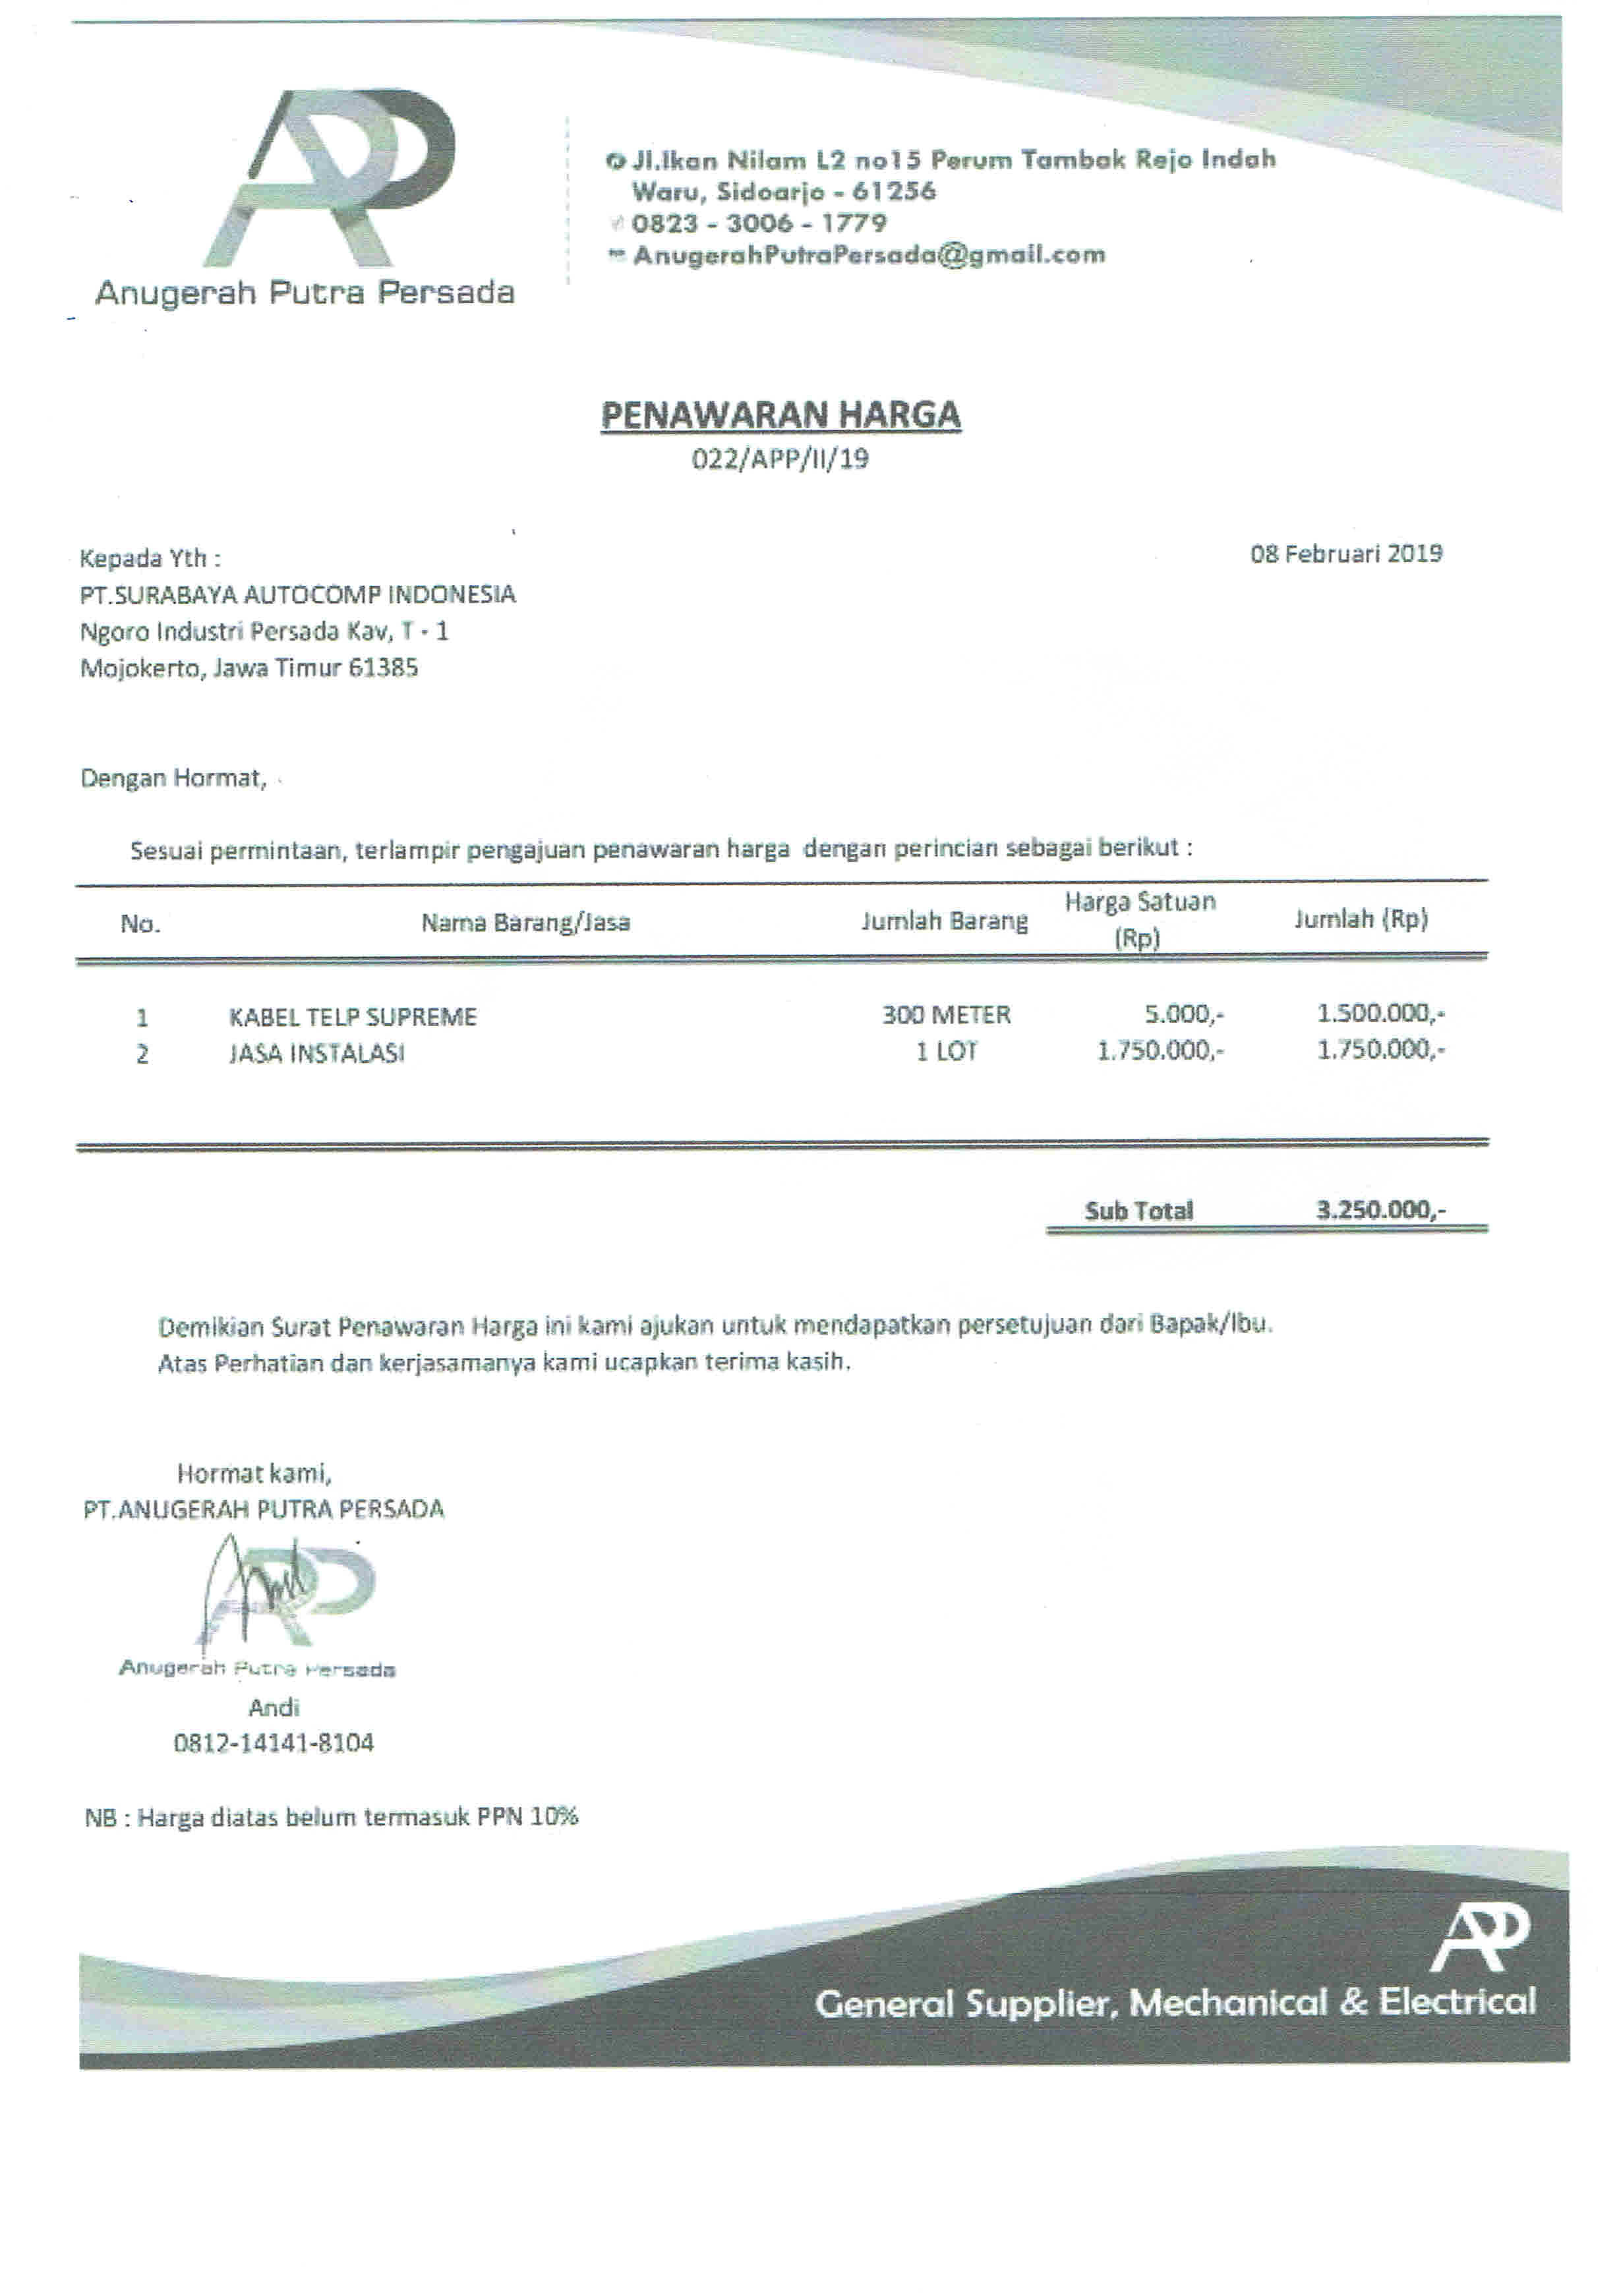 Anugerah Putra Persada
Jl.Ikan Nilam L2 no15 Perum Tambak Rejo Indah
Waru, Sidoarjo - 61256
0823 - 3006 - 1779
AnugerahPutraPersada@gmail.com
PENAWARAN HARGA
022/APP/II/19
Kepada Yth :
08 Februari 2019
PT.SURABAYA AUTOCOMP INDONESIA
Ngoro Industri Persada Kav, T - 1
Mojokerto, Jawa Timur 61385
Dengan Hormat,
Sesuai permintaan, terlampir pengajuan penawaran harga dengan perincian sebagai berikut :
No. Nama Barang/Jasa Jumlah Barang Harga Satuan (Rp) Jumlah (Rp)
1 KABEL TELP SUPREME 300 METER 5.000,- 1.500.000,-
2 JASA INSTALASI 1 LOT 1.750.000,- 1.750.000,-
Sub Total 3.250.000,-
Demikian Surat Penawaran Harga ini kami ajukan untuk mendapatkan persetujuan dari Bapak/Ibu.
Atas Perhatian dan kerjasamanya kami ucapkan terima kasih.
Hormat kami,
PT.ANUGERAH PUTRA PERSADA
Anugerah Putra Persada
Andi
0812-14141-8104
NB : Harga diatas belum termasuk PPN 10%
General Supplier, Mechanical & Electrical